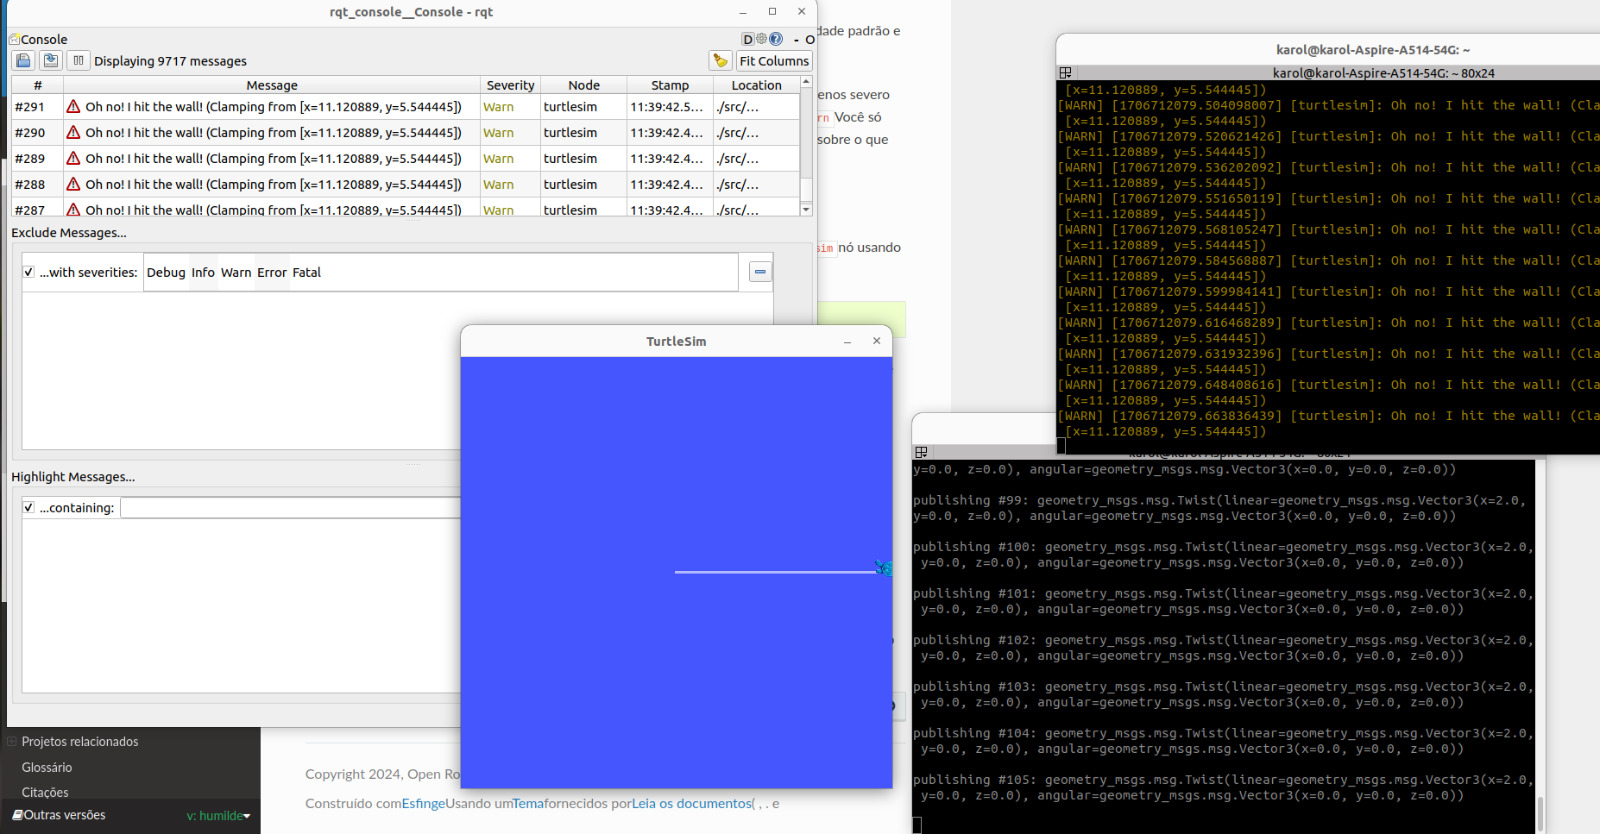 rqt_console__Console - rqt
Console
D
- O
Displaying 9717 messages
Fit Columns
# Message Severity Node Stamp Location
#291 Oh no! I hit the wall! (Clamping from [x=11.120889, y=5.544445]) Warn turtlesim 11:39:42.5... ./src/...
#290 Oh no! I hit the wall! (Clamping from [x=11.120889, y=5.544445]) Warn turtlesim 11:39:42.4... ./src/...
#289 Oh no! I hit the wall! (Clamping from [x=11.120889, y=5.544445]) Warn turtlesim 11:39:42.4... ./src/...
#288 Oh no! I hit the wall! (Clamping from [x=11.120889, y=5.544445]) Warn turtlesim 11:39:42.4... ./src/...
#287 Oh no! I hit the wall! (Clamping from [x=11.120889, y=5.544445]) Warn turtlesim 11:39:42.4... ./src/...
Exclude Messages...
...with severities: Debug Info Warn Error Fatal
Highlight Messages...
...containing:
dade padrão e
enos severo
rn Você só
sobre o que
sim nó usando
TurtleSim
Projetos relacionados
Glossário
Citações
Outras versões
v: humilde
Copyright 2024, Open Ro
Construído comEsfingeUsando umTemafornecidos porLeia os documentos( , . e
karol@karol-Aspire-A514-54G: ~
karol@karol-Aspire-A514-54G: ~ 80x24
[x=11.120889, y=5.544445])
[WARN] [1706712079.504098007] [turtlesim]: Oh no! I hit the wall! (Cla
[x=11.120889, y=5.544445])
[WARN] [1706712079.520621426] [turtlesim]: Oh no! I hit the wall! (Cla
[x=11.120889, y=5.544445])
[WARN] [1706712079.536202092] [turtlesim]: Oh no! I hit the wall! (Cla
[x=11.120889, y=5.544445])
[WARN] [1706712079.551650119] [turtlesim]: Oh no! I hit the wall! (Cla
[x=11.120889, y=5.544445])
[WARN] [1706712079.568105247] [turtlesim]: Oh no! I hit the wall! (Cla
[x=11.120889, y=5.544445])
[WARN] [1706712079.584568887] [turtlesim]: Oh no! I hit the wall! (Cla
[x=11.120889, y=5.544445])
[WARN] [1706712079.599984141] [turtlesim]: Oh no! I hit the wall! (Cla
[x=11.120889, y=5.544445])
[WARN] [1706712079.616468289] [turtlesim]: Oh no! I hit the wall! (Cla
[x=11.120889, y=5.544445])
[WARN] [1706712079.631932396] [turtlesim]: Oh no! I hit the wall! (Cla
[x=11.120889, y=5.544445])
[WARN] [1706712079.648408616] [turtlesim]: Oh no! I hit the wall! (Cla
[x=11.120889, y=5.544445])
[WARN] [1706712079.663836439] [turtlesim]: Oh no! I hit the wall! (Cla
[x=11.120889, y=5.544445])
y=0.0, z=0.0), angular=geometry_msgs.msg.Vector3(x=0.0, y=0.0, z=0.0))
publishing #99: geometry_msgs.msg.Twist(linear=geometry_msgs.msg.Vector3(x=2.0,
y=0.0, z=0.0), angular=geometry_msgs.msg.Vector3(x=0.0, y=0.0, z=0.0))
publishing #100: geometry_msgs.msg.Twist(linear=geometry_msgs.msg.Vector3(x=2.0,
y=0.0, z=0.0), angular=geometry_msgs.msg.Vector3(x=0.0, y=0.0, z=0.0))
publishing #101: geometry_msgs.msg.Twist(linear=geometry_msgs.msg.Vector3(x=2.0,
y=0.0, z=0.0), angular=geometry_msgs.msg.Vector3(x=0.0, y=0.0, z=0.0))
publishing #102: geometry_msgs.msg.Twist(linear=geometry_msgs.msg.Vector3(x=2.0,
y=0.0, z=0.0), angular=geometry_msgs.msg.Vector3(x=0.0, y=0.0, z=0.0))
publishing #103: geometry_msgs.msg.Twist(linear=geometry_msgs.msg.Vector3(x=2.0,
y=0.0, z=0.0), angular=geometry_msgs.msg.Vector3(x=0.0, y=0.0, z=0.0))
publishing #104: geometry_msgs.msg.Twist(linear=geometry_msgs.msg.Vector3(x=2.0,
y=0.0, z=0.0), angular=geometry_msgs.msg.Vector3(x=0.0, y=0.0, z=0.0))
publishing #105: geometry_msgs.msg.Twist(linear=geometry_msgs.msg.Vector3(x=2.0,
y=0.0, z=0.0), angular=geometry_msgs.msg.Vector3(x=0.0, y=0.0, z=0.0))